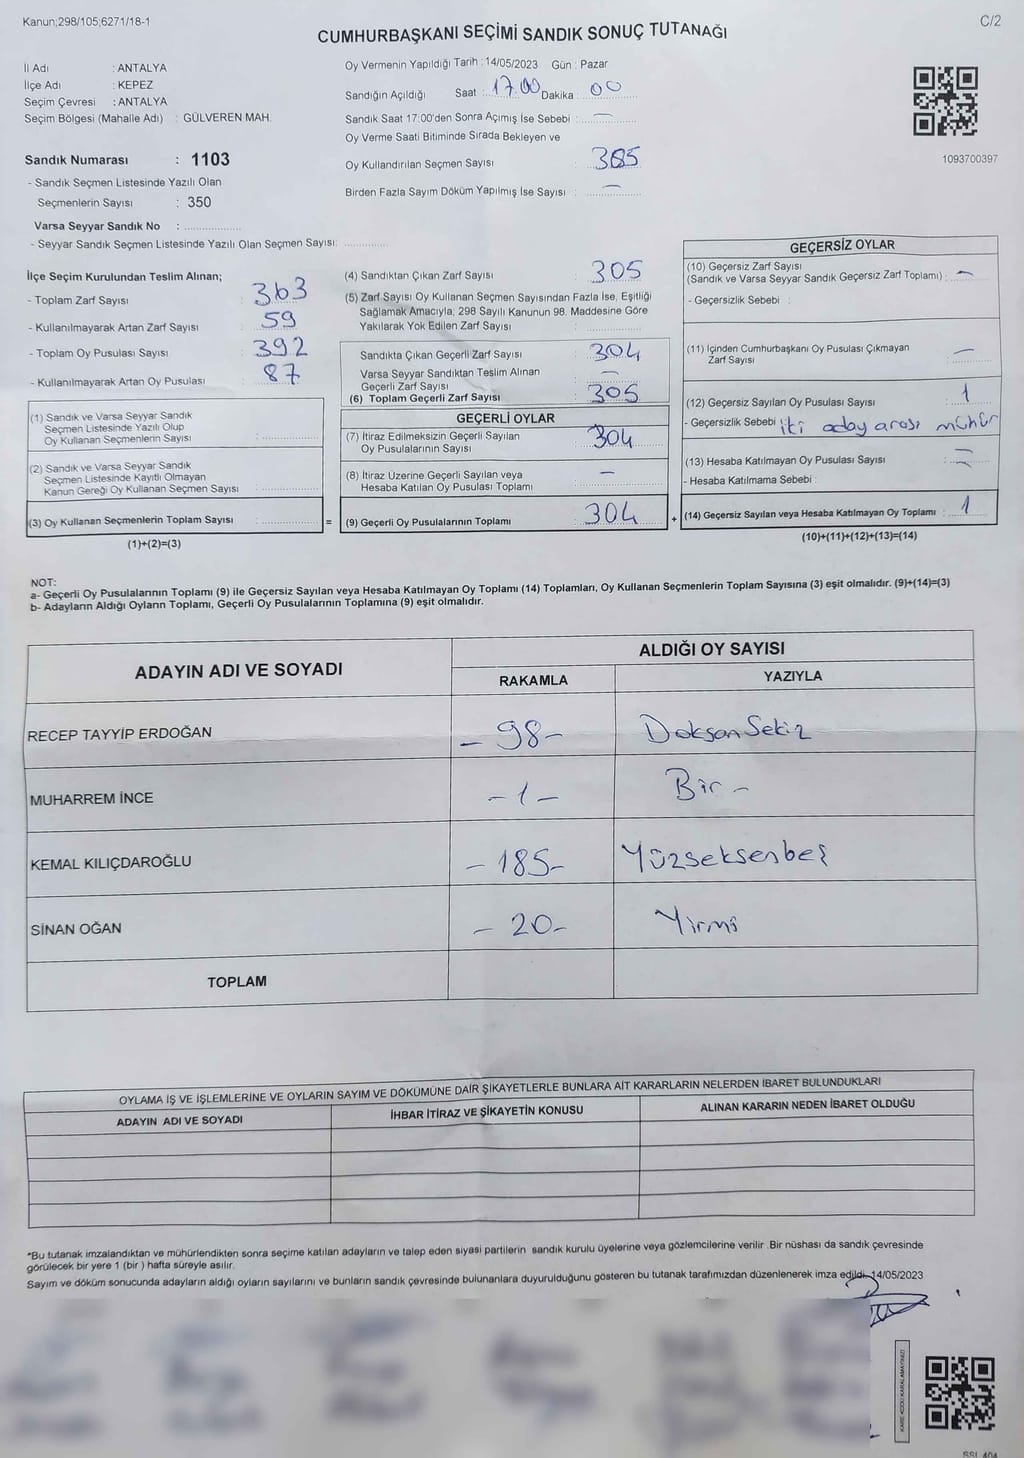 Kanun;298/105;6271/18-1
C/2
CUMHURBAŞKANI SEÇİMİ SANDIK SONUÇ TUTANAĞI
İl Adı : ANTALYA
İlçe Adı : KEPEZ
Seçim Çevresi : ANTALYA
Seçim Bölgesi (Mahalle Adı) : GÜLVEREN MAH.
Sandık Numarası : 1103
- Sandık Seçmen Listesinde Yazılı Olan
Seçmenlerin Sayısı : 350
Varsa Seyyar Sandık No :
- Seyyar Sandık Seçmen Listesinde Yazılı Olan Seçmen Sayısı:
Oy Vermenin Yapıldığı Tarih : 14/05/2023 Gün : Pazar
Sandığın Açıldığı Saat : 17.00 Dakika : 00
Sandık Saat 17:00'den Sonra Açımış İse Sebebi : —
Oy Verme Saati Bitiminde Sırada Bekleyen ve
Oy Kullandırılan Seçmen Sayısı : 385
Birden Fazla Sayım Döküm Yapılmış İse Sayısı : —
1093700397
İlçe Seçim Kurulundan Teslim Alınan;
- Toplam Zarf Sayısı : 363
- Kullanılmayarak Artan Zarf Sayısı : 59
- Toplam Oy Pusulası Sayısı : 392
- Kullanılmayarak Artan Oy Pusulası : 87
(1) Sandık ve Varsa Seyyar Sandık
Seçmen Listesinde Yazılı Olup
Oy Kullanan Seçmenlerin Sayısı :
(2) Sandık ve Varsa Seyyar Sandık
Seçmen Listesinde Kayıtlı Olmayan
Kanun Gereği Oy Kullanan Seçmen Sayısı :
(3) Oy Kullanan Seçmenlerin Toplam Sayısı :
(1)+(2)=(3)
=
(4) Sandıktan Çıkan Zarf Sayısı : 305
(5) Zarf Sayısı Oy Kullanan Seçmen Sayısından Fazla İse, Eşitliği
Sağlamak Amacıyla; 298 Sayılı Kanunun 98. Maddesine Göre
Yakılarak Yok Edilen Zarf Sayısı :
Sandıkta Çıkan Geçerli Zarf Sayısı : 304
Varsa Seyyar Sandıktan Teslim Alınan
Geçerli Zarf Sayısı : —
(6) Toplam Geçerli Zarf Sayısı : 305
GEÇERLİ OYLAR
(7) İtiraz Edilmeksizin Geçerli Sayılan
Oy Pusulalarının Sayısı : 304
(8) İtiraz Üzerine Geçerli Sayılan veya
Hesaba Katılan Oy Pusulası Toplamı : —
(9) Geçerli Oy Pusulalarının Toplamı : 304
+
GEÇERSİZ OYLAR
(10) Geçersiz Zarf Sayısı
(Sandık ve Varsa Seyyar Sandık Geçersiz Zarf Toplamı) : —
- Geçersizlik Sebebi :
(11) İçinden Cumhurbaşkanı Oy Pusulası Çıkmayan
Zarf Sayısı : —
(12) Geçersiz Sayılan Oy Pusulası Sayısı : 1
- Geçersizlik Sebebi iki aday arası mühür
(13) Hesaba Katılmayan Oy Pusulası Sayısı : —
- Hesaba Katılmama Sebebi :
(14) Geçersiz Sayılan veya Hesaba Katılmayan Oy Toplamı : 1
(10)+(11)+(12)+(13)=(14)
NOT:
a- Geçerli Oy Pusulalarının Toplamı (9) ile Geçersiz Sayılan veya Hesaba Katılmayan Oy Toplamı (14) Toplamları, Oy Kullanan Seçmenlerin Toplam Sayısına (3) eşit olmalıdır. (9)+(14)=(3)
b- Adayların Aldığı Oyların Toplamı, Geçerli Oy Pusulalarının Toplamına (9) eşit olmalıdır.
ADAYIN ADI VE SOYADI
ALDIĞI OY SAYISI
RAKAMLA YAZIYLA
RECEP TAYYİP ERDOĞAN - 98 - Doksan Sekiz
MUHARREM İNCE - 1 - Bir -
KEMAL KILIÇDAROĞLU - 185 - Yüzseksenbeş
SİNAN OĞAN - 20 - Yirmi
TOPLAM
OYLAMA İŞ VE İŞLEMLERİNE VE OYLARIN SAYIM VE DÖKÜMÜNE DAİR ŞİKAYETLERLE BUNLARA AİT KARARLARIN NELERDEN İBARET BULUNDUKLARI
ADAYIN ADI VE SOYADI
İHBAR İTİRAZ VE ŞİKAYETİN KONUSU
ALINAN KARARIN NEDEN İBARET OLDUĞU
*Bu tutanak imzalandıktan ve mühürlendikten sonra seçime katılan adayların ve talep eden siyasi partilerin sandık kurulu üyelerine veya gözlemcilerine verilir .Bir nüshası da sandık çevresinde
görülecek bir yere 1 (bir ) hafta süreyle asılır.
Sayım ve döküm sonucunda adayların aldığı oyların sayılarını ve bunların sandık çevresinde bulunanlara duyurulduğunu gösteren bu tutanak tarafımızdan düzenlenerek imza edildi. 14/05/2023
KARE KODU KARALAMAYINIZ!